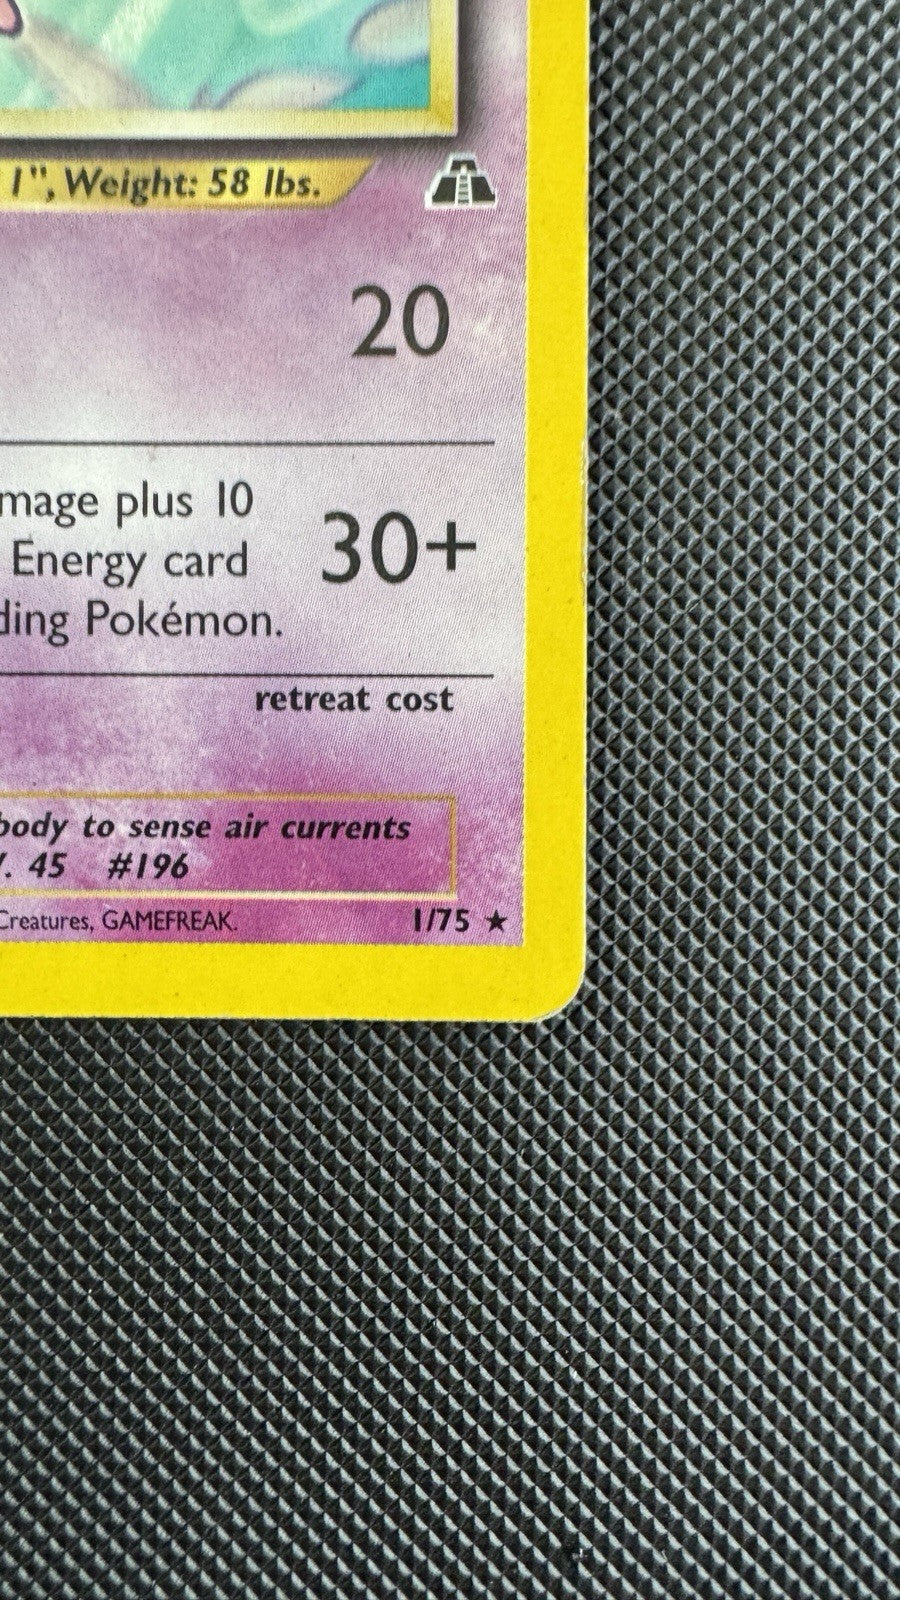 1", Weight: 58 lbs.
20
mage plus 10
Energy card
30+
ding Pokémon.
retreat cost
body to sense air currents
. 45 #196
Creatures, GAMEFREAK.
1/75 ★